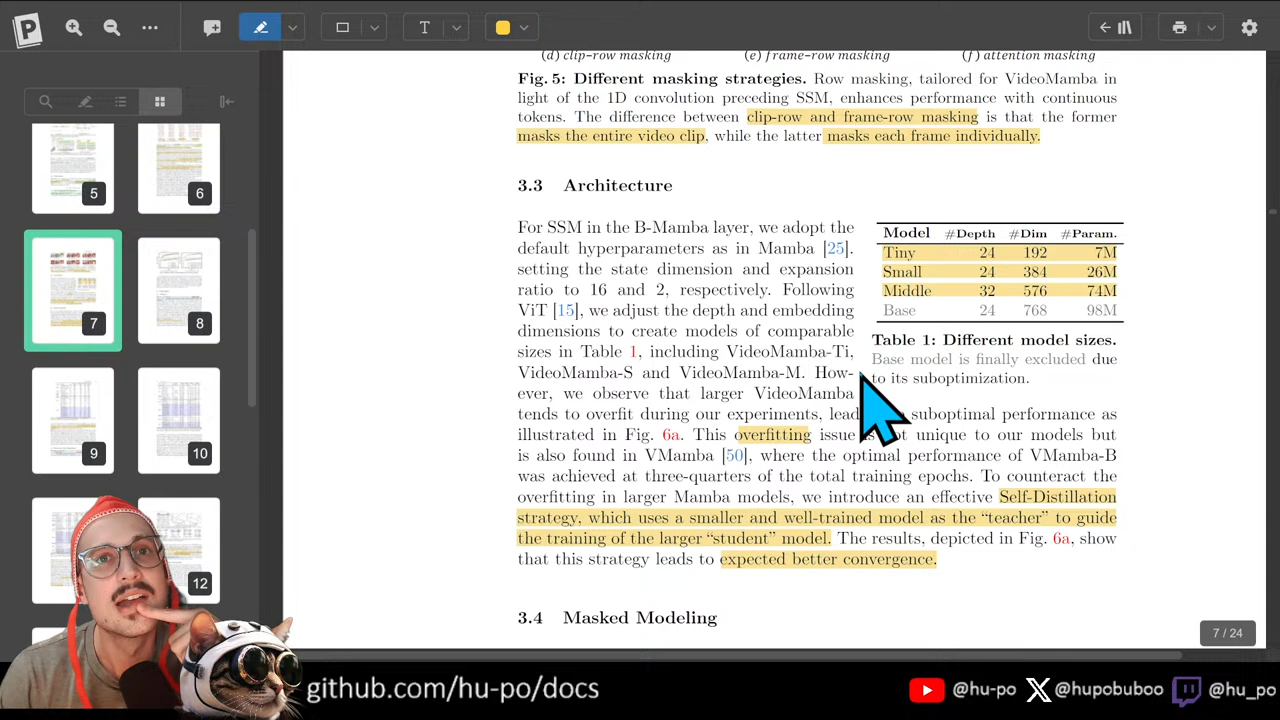 T
(d) clip-row masking (e) frame-row masking (f) attention masking
Fig. 5: Different masking strategies. Row masking, tailored for VideoMamba in
light of the 1D convolution preceding SSM, enhances performance with continuous
tokens. The difference between clip-row and frame-row masking is that the former
masks the entire video clip, while the latter masks each frame individually.
3.3 Architecture
For SSM in the B-Mamba layer, we adopt the
default hyperparameters as in Mamba [25].
setting the state dimension and expansion
ratio to 16 and 2, respectively. Following
ViT [15], we adjust the depth and embedding
dimensions to create models of comparable
sizes in Table 1, including VideoMamba-Ti,
VideoMamba-S and VideoMamba-M. How-
ever, we observe that larger VideoMamba
Model #Depth #Dim #Param.
Tiny 24 192 7M
Small 24 384 26M
Middle 32 576 74M
Base 24 768 98M
Table 1: Different model sizes.
Base model is finally excluded due
to its suboptimization.
tends to overfit during our experiments, lead suboptimal performance as
illustrated in Fig. 6a. This overfitting issue not unique to our models but
is also found in VMamba [50], where the optimal performance of VMamba-B
was achieved at three-quarters of the total training epochs. To counteract the
overfitting in larger Mamba models, we introduce an effective Self-Distillation
strategy, which uses a smaller and well-trained model as the “teacher” to guide
the training of the larger “student” model. The results, depicted in Fig. 6a, show
that this strategy leads to expected better convergence.
3.4 Masked Modeling
7 / 24
5
6
7
8
9
10
12
github.com/hu-po/docs
@hu-po
@hupobuboo
@hu_po